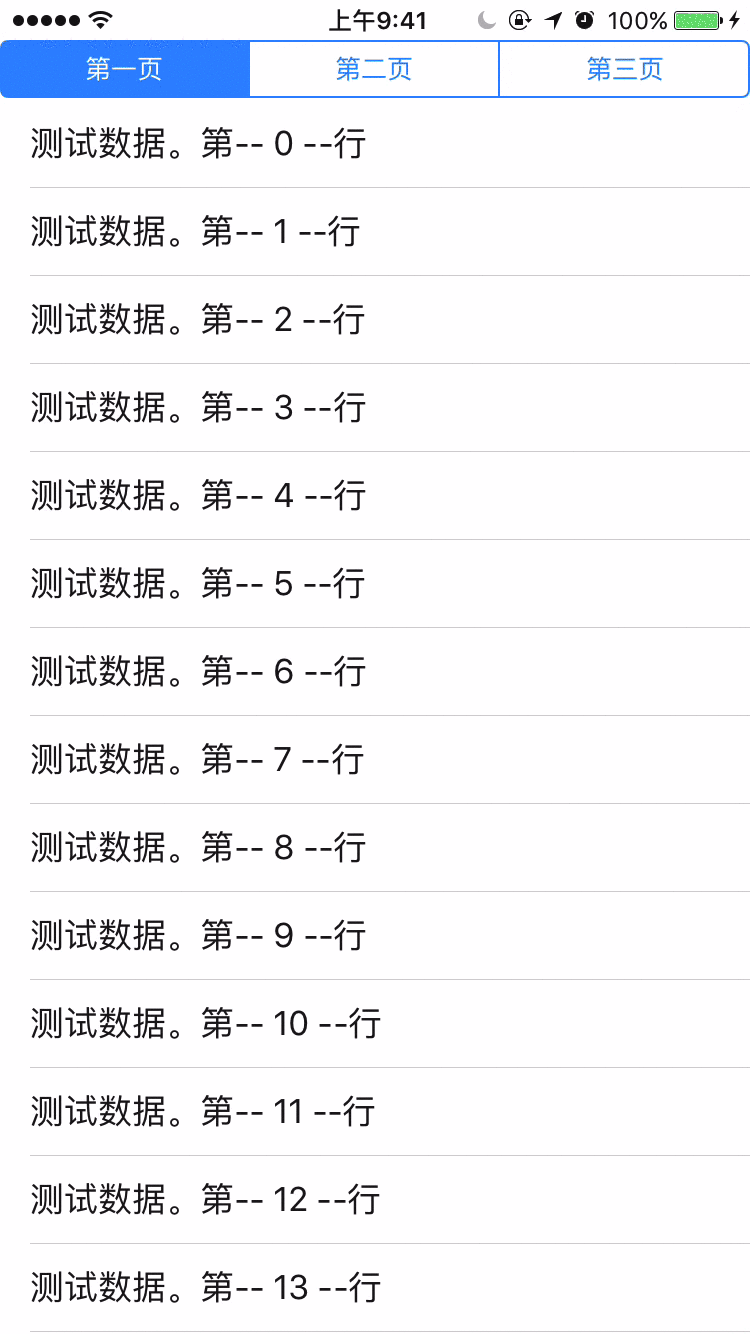 上午9:41 100%
第一页 第二页 第三页
测试数据。第-- 0 --行
测试数据。第-- 1 --行
测试数据。第-- 2 --行
测试数据。第-- 3 --行
测试数据。第-- 4 --行
测试数据。第-- 5 --行
测试数据。第-- 6 --行
测试数据。第-- 7 --行
测试数据。第-- 8 --行
测试数据。第-- 9 --行
测试数据。第-- 10 --行
测试数据。第-- 11 --行
测试数据。第-- 12 --行
测试数据。第-- 13 --行